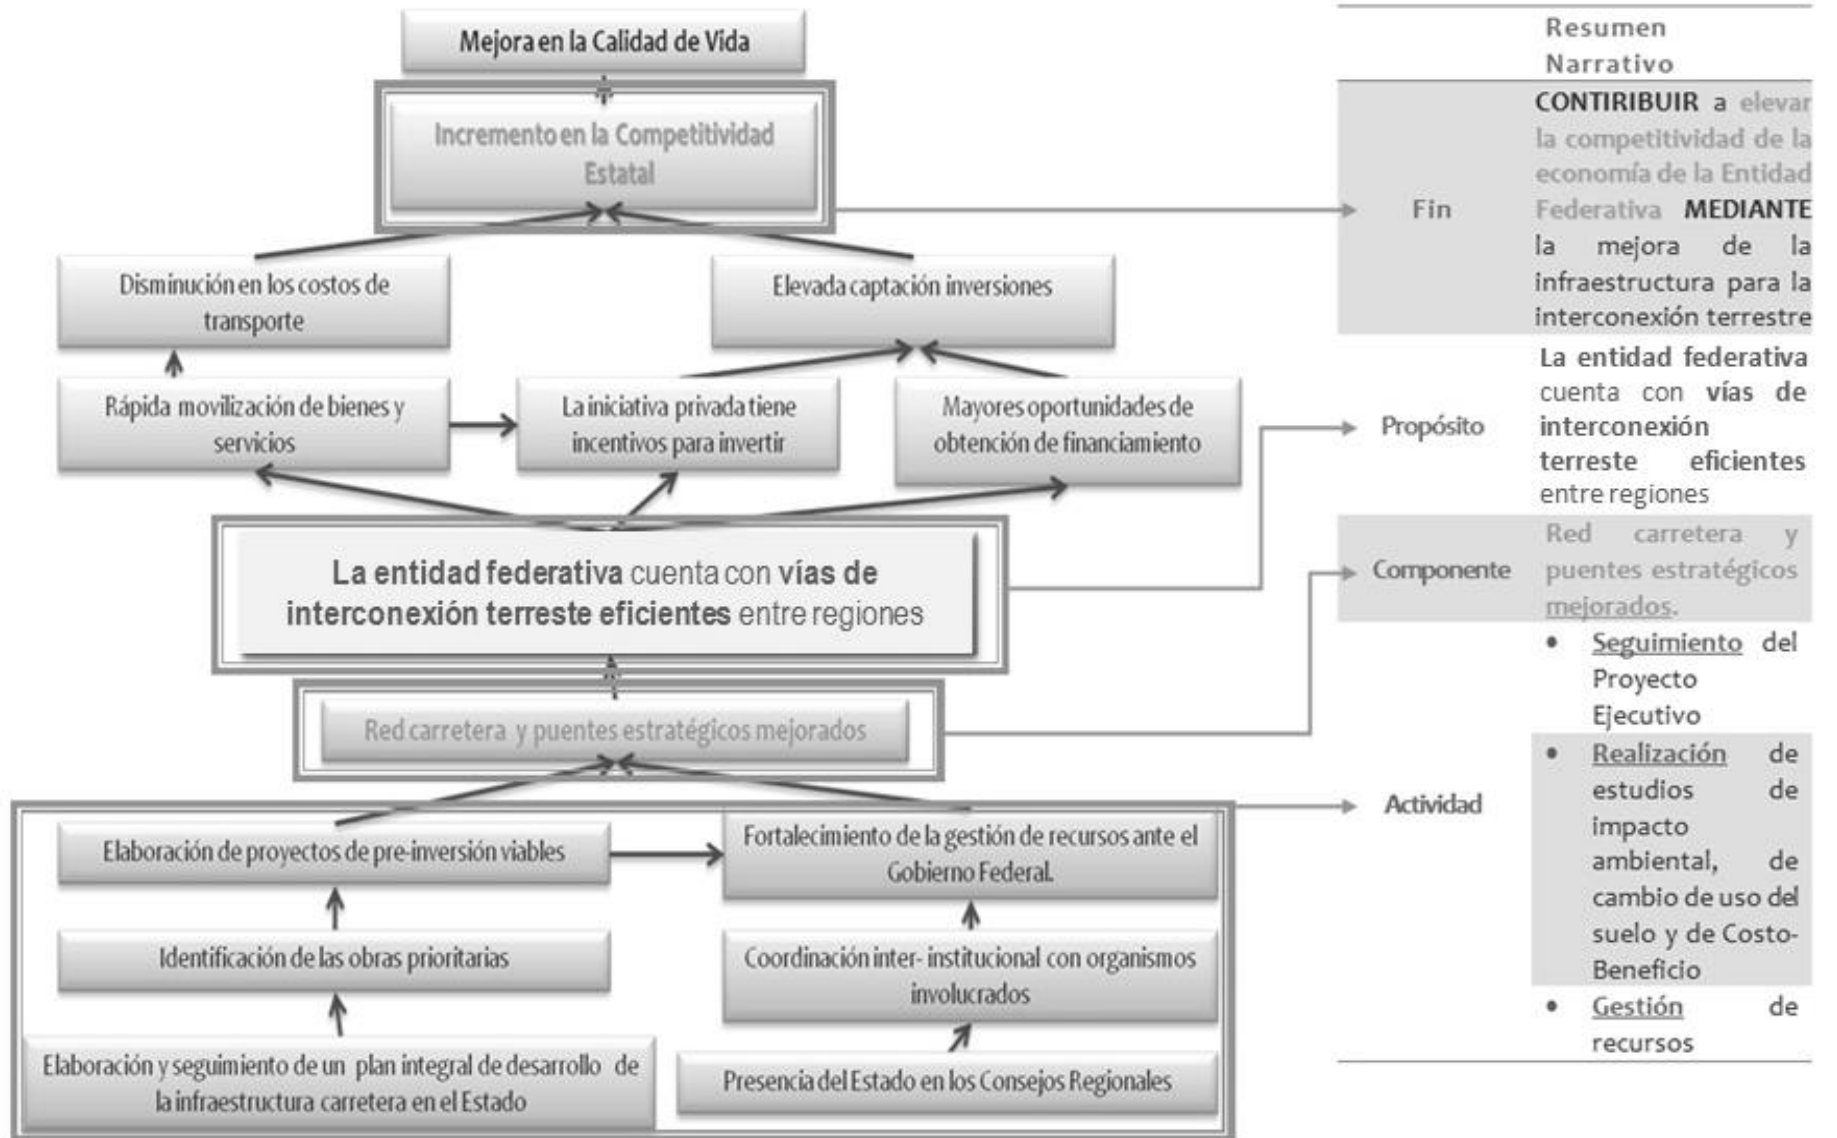 Mejora en la Calidad de Vida
Incremento en la Competitividad
Estatal
Disminución en los costos de
transporte
Elevada captación inversiones
Rápida movilización de bienes y
servicios
La iniciativa privada tiene
incentivos para invertir
Mayores oportunidades de
obtención de financiamiento
La entidad federativa cuenta con vías de
interconexión terreste eficientes entre regiones
Red carretera y puentes estratégicos mejorados
Elaboración de proyectos de pre-inversión viables
Fortalecimiento de la gestión de recursos ante el
Gobierno Federal.
Identificación de las obras prioritarias
Coordinación inter- institucional con organismos
involucrados
Elaboración y seguimiento de un plan integral de desarrollo de
la infraestructura carretera en el Estado
Presencia del Estado en los Consejos Regionales
Resumen
Narrativo
Fin
CONTIRIBUIR a elevar
la competitividad de la
economía de la Entidad
Federativa MEDIANTE
la mejora de la
infraestructura para la
interconexión terrestre
Propósito
La entidad federativa
cuenta con vías de
interconexión
terreste eficientes
entre regiones
Componente
Red carretera y
puentes estratégicos
mejorados.
Actividad
• Seguimiento del
Proyecto
Ejecutivo
• Realización de
estudios de
impacto
ambiental, de
cambio de uso del
suelo y de Costo-
Beneficio
• Gestión de
recursos